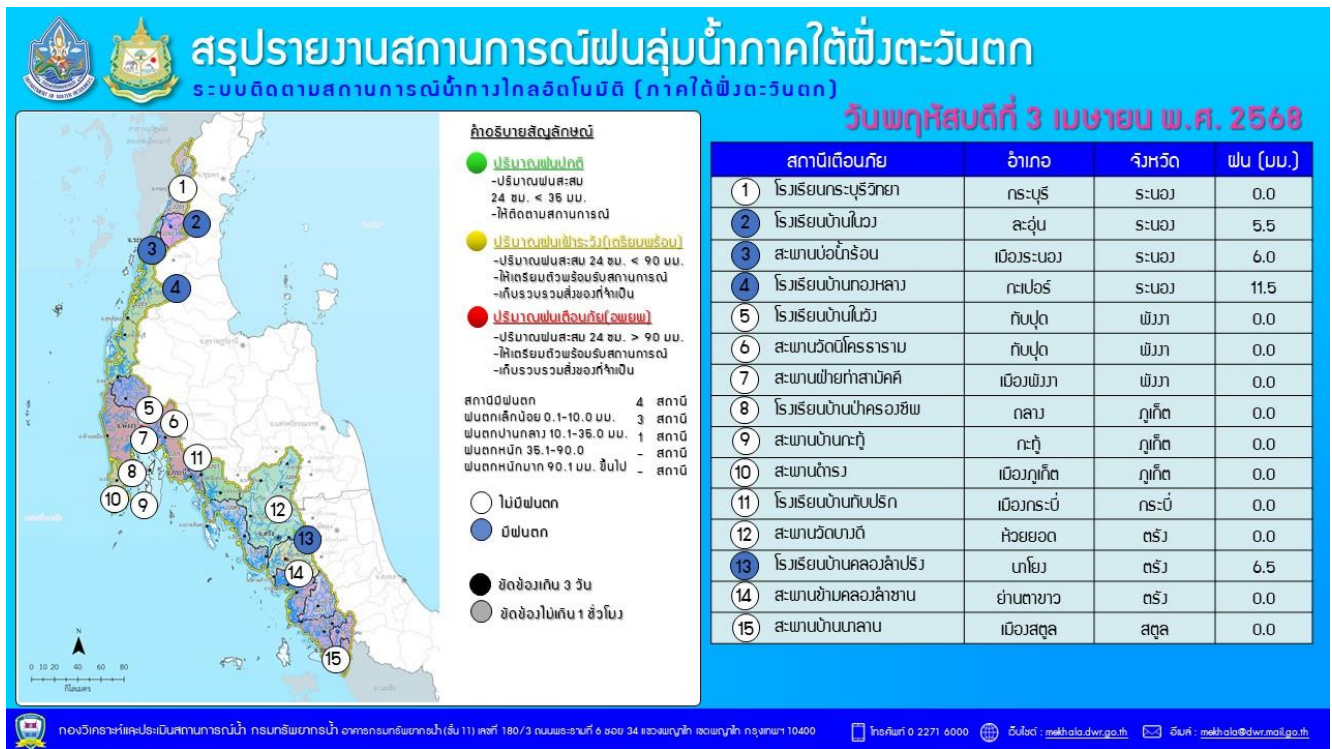 สรุปรายงานสถานการณ์ฝนลุ่มน้ำภาคใต้ฝั่งตะวันตก
ระบบติดตามสถานการณ์น้ำทางไกลอัตโนมัติ (ภาคใต้ฝั่งตะวันตก)
วันพฤหัสบดีที่ 3 เมษายน พ.ศ. 2568
คำอธิบายสัญลักษณ์
ปริมาณฝนปกติ
-ปริมาณฝนสะสม
24 ชม. < 35 มม.
-ให้ติดตามสถานการณ์
ปริมาณฝนเฝ้าระวัง(เตรียมพร้อม)
-ปริมาณฝนสะสม 24 ชม. < 90 มม.
-ให้เตรียมตัวพร้อมรับสถานการณ์
-เก็บรวบรวมสิ่งของที่จำเป็น
ปริมาณฝนเตือนภัย(อพยพ)
-ปริมาณฝนสะสม 24 ชม. > 90 มม.
-ให้เตรียมตัวพร้อมรับสถานการณ์
-เก็บรวบรวมสิ่งของที่จำเป็น
สถานีมีฝนตก 4 สถานี
ฝนตกเล็กน้อย 0.1-10.0 มม. 3 สถานี
ฝนตกปานกลาง 10.1-35.0 มม. 1 สถานี
ฝนตกหนัก 35.1-90.0 - สถานี
ฝนตกหนักมาก 90.1 มม. ขึ้นไป - สถานี
ไม่มีฝนตก
มีฝนตก
ขัดข้องเกิน 3 วัน
ขัดข้องไม่เกิน 1 ชั่วโมง
1
2
3
4
5
6
7
11
8
10
9
12
13
14
15
N
0 10 20 40 60 80
กิโลเมตร
สถานีเตือนภัย อำเภอ จังหวัด ฝน (มม.)
1 โรงเรียนกระบุรีวิทยา กระบุรี ระนอง 0.0
2 โรงเรียนบ้านในวง ละอุ่น ระนอง 5.5
3 สะพานบ่อน้ำร้อน เมืองระนอง ระนอง 6.0
4 โรงเรียนบ้านทองหลาง กะเปอร์ ระนอง 11.5
5 โรงเรียนบ้านในวัง ทับปุด พังงา 0.0
6 สะพานวัดนิโครธาราม ทับปุด พังงา 0.0
7 สะพานฝ่ายท่าสามัคคี เมืองพังงา พังงา 0.0
8 โรงเรียนบ้านป่าครองชีพ ถลาง ภูเก็ต 0.0
9 สะพานบ้านกะทู้ กะทู้ ภูเก็ต 0.0
10 สะพานดำรง เมืองภูเก็ต ภูเก็ต 0.0
11 โรงเรียนบ้านทับปริก เมืองกระบี่ กระบี่ 0.0
12 สะพานวัดบางดี ห้วยยอด ตรัง 0.0
13 โรงเรียนบ้านคลองลำปริง นาโยง ตรัง 6.5
14 สะพานข้ามคลองลำชาน ย่านตาขาว ตรัง 0.0
15 สะพานบ้านนาลาน เมืองสตูล สตูล 0.0
กองวิเคราะห์และประเมินสถานการณ์น้ำ กรมทรัพยากรน้ำ อาคารกรมทรัพยากรน้ำ (ชั้น 11) เลขที่ 180/3 ถนนพระรามที่ 6 ซอย 34 แขวงพญาไท เขตพญาไท กรุงเทพฯ 10400 โทรศัพท์ 0 2271 6000 เว็บไซต์ : mekhala.dwr.go.th อีเมล์ : mekhala@dwr.mail.go.th